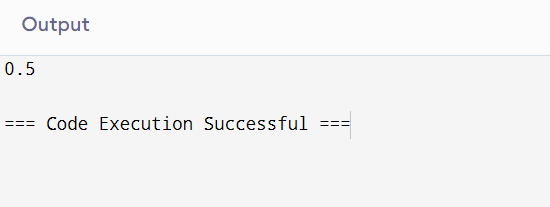 Output
0.5
=== Code Execution Successful ===